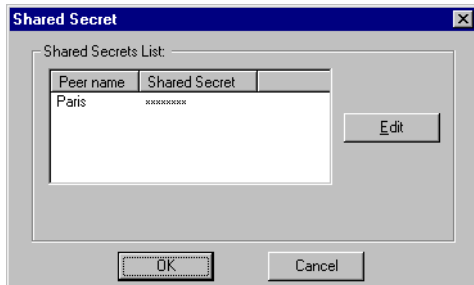 Shared Secret
Shared Secrets List:
Peer name Shared Secret
Paris xxxxxxxx
Edit
OK Cancel